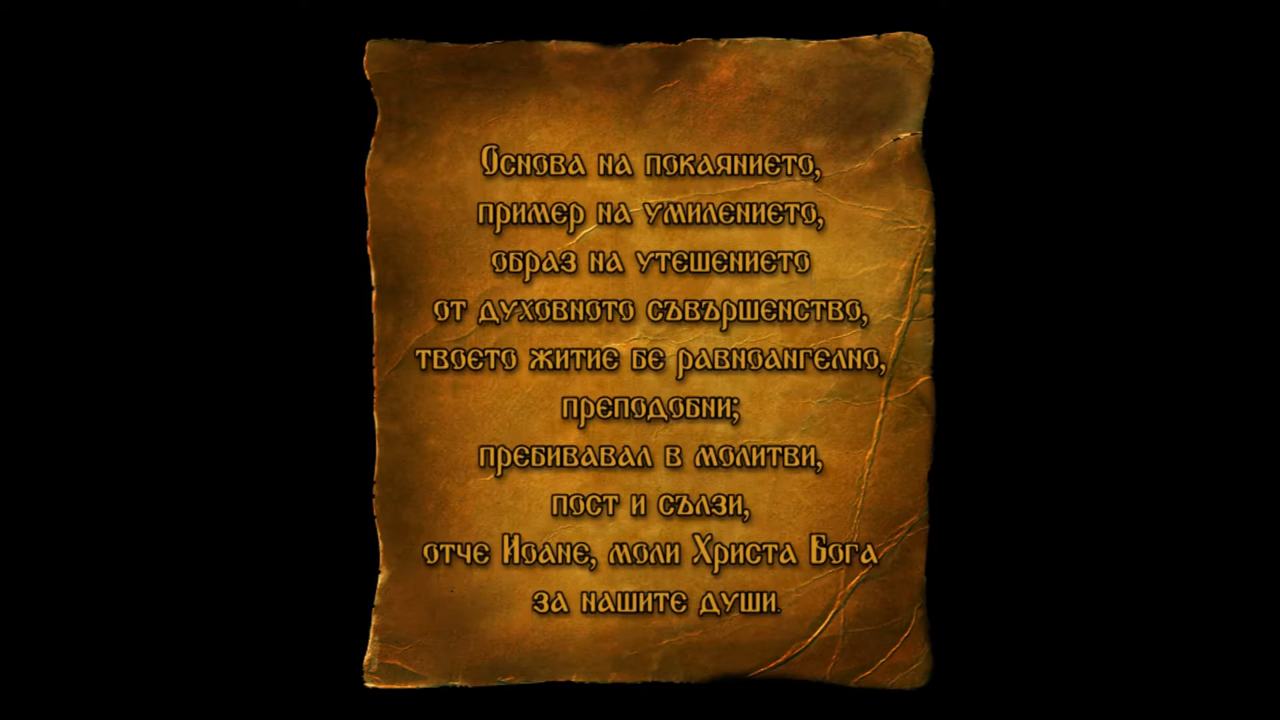 Основа на покаянието,
пример на умилението,
образ на утешението
от духовното съвършенство,
твоето житие бе равноангелно,
преподобни;
пребивавал в молитви,
пост и сълзи,
отче Йоане, моли Христа Бога
за нашите души.